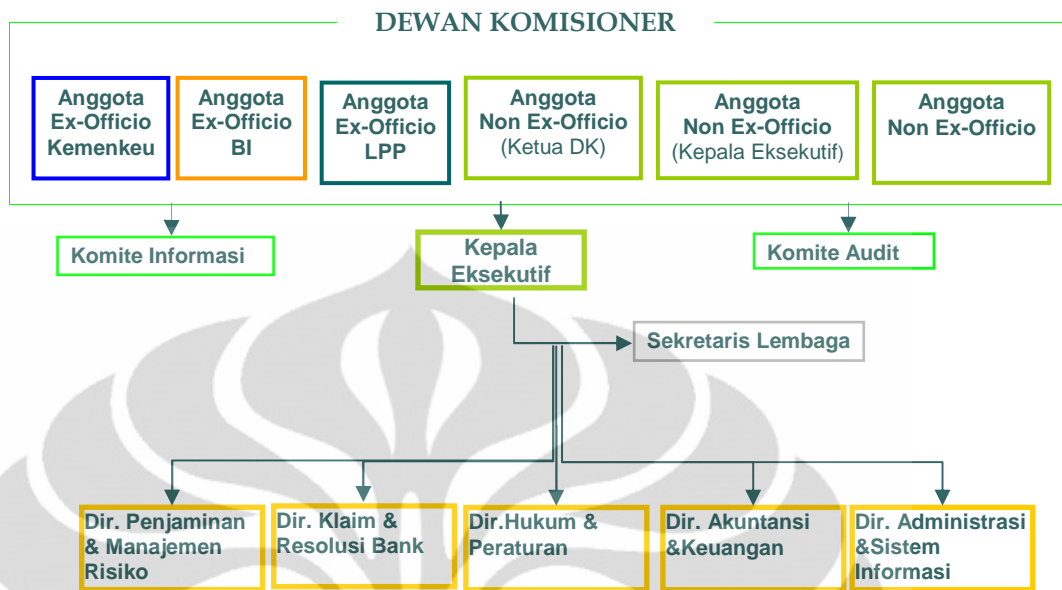 DEWAN KOMISIONER
Anggota
Ex-Officio
Kemenkeu
Anggota
Ex-Officio
BI
Anggota
Ex-Officio
LPP
Anggota
Non Ex-Officio
(Ketua DK)
Anggota
Non Ex-Officio
(Kepala Eksekutif)
Anggota
Non Ex-Officio
Komite Informasi
Kepala
Eksekutif
Komite Audit
Sekretaris Lembaga
Dir. Penjaminan
& Manajemen
Risiko
Dir. Klaim &
Resolusi Bank
Dir.Hukum &
Peraturan
Dir. Akuntansi
&Keuangan
Dir. Administrasi
&Sistem
Informasi